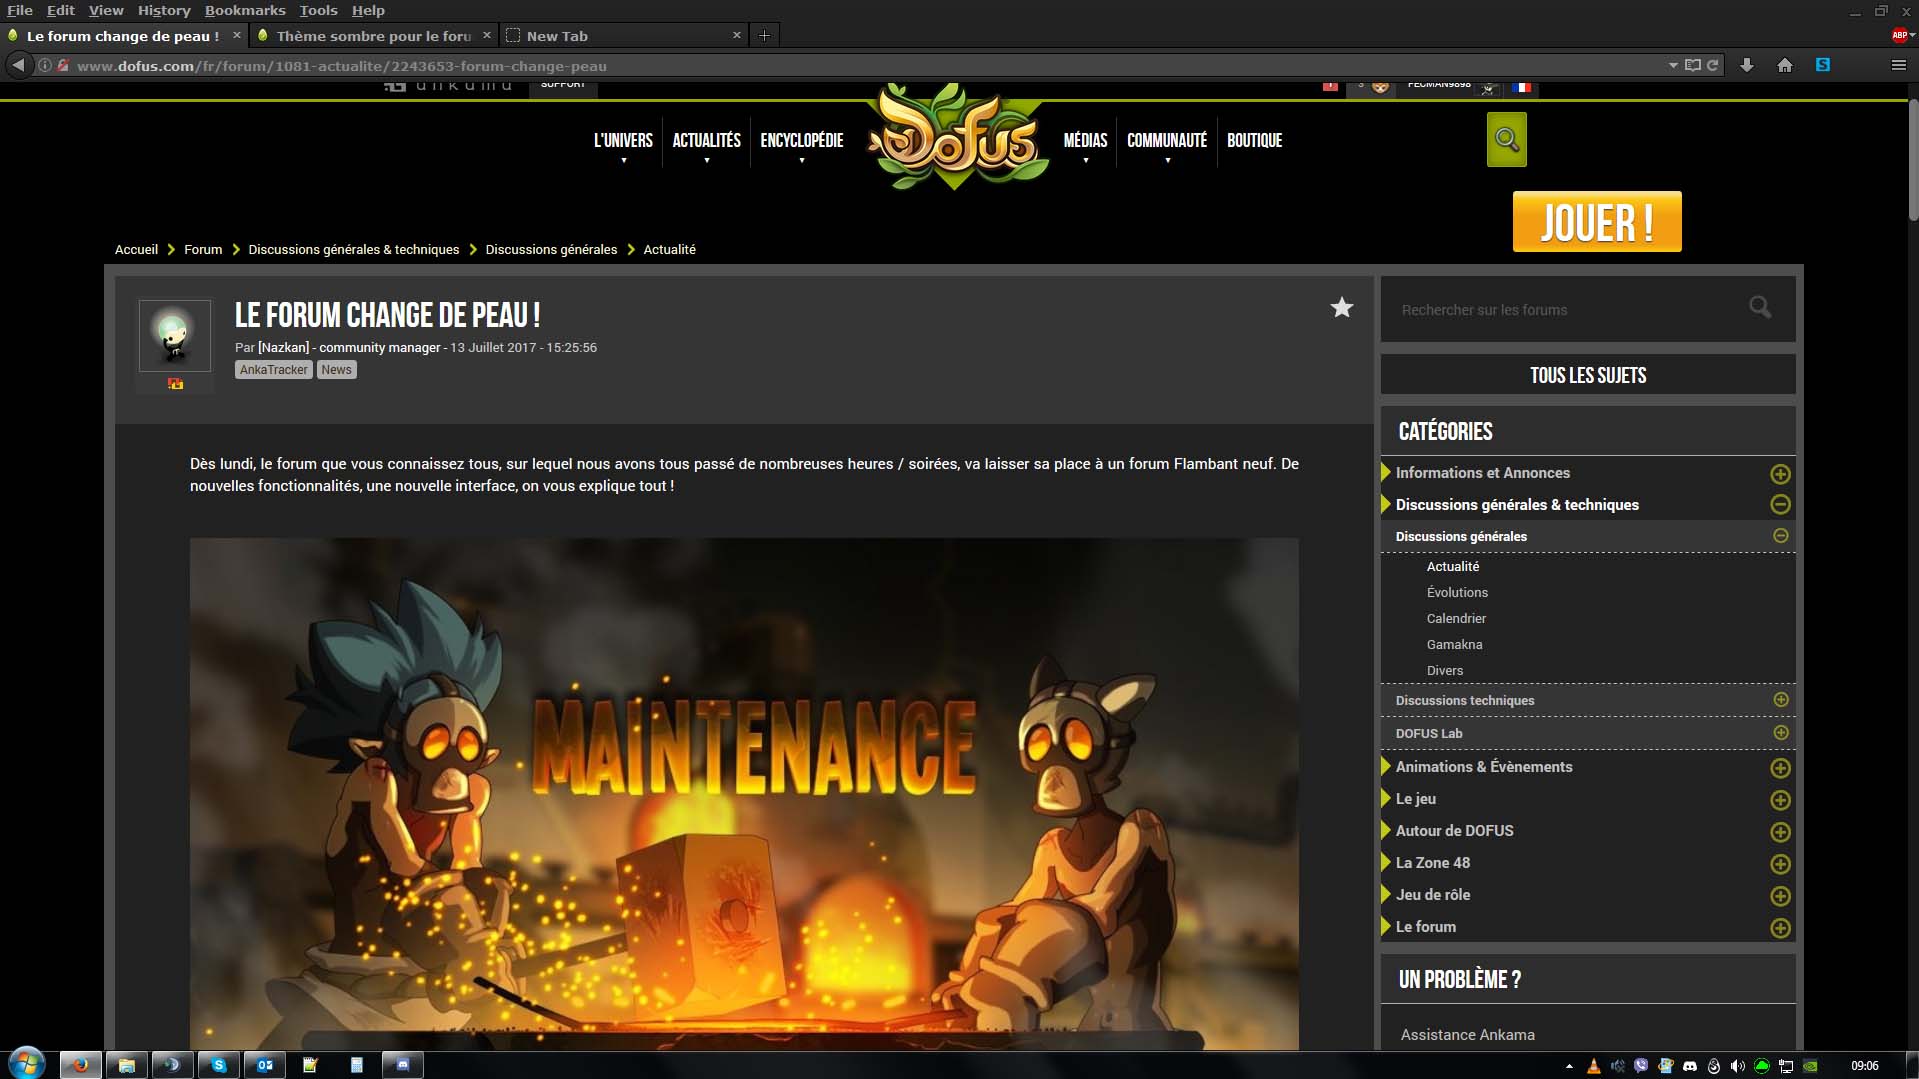 File Edit View History Bookmarks Tools Help
Le forum change de peau !
Thème sombre pour le foru
New Tab
ABP
www.dofus.com/fr/forum/1081-actualite/2243653-forum-change-peau
S
ankama
SUPPORT
FECMAN9898
L'UNIVERS
ACTUALITÉS
ENCYCLOPÉDIE
DOFUS
MÉDIAS
COMMUNAUTÉ
BOUTIQUE
JOUER !
Accueil > Forum > Discussions générales & techniques > Discussions générales > Actualité
LE FORUM CHANGE DE PEAU !
Par [Nazkan] - community manager - 13 Juillet 2017 - 15:25:56
AnkaTracker News
Dès lundi, le forum que vous connaissez tous, sur lequel nous avons tous passé de nombreuses heures / soirées, va laisser sa place à un forum Flambant neuf. De
nouvelles fonctionnalités, une nouvelle interface, on vous explique tout !
MAINTENANCE
Rechercher sur les forums
TOUS LES SUJETS
CATÉGORIES
Informations et Annonces
Discussions générales & techniques
Discussions générales
Actualité
Évolutions
Calendrier
Gamakna
Divers
Discussions techniques
DOFUS Lab
Animations & Évènements
Le jeu
Autour de DOFUS
La Zone 48
Jeu de rôle
Le forum
UN PROBLÈME ?
Assistance Ankama
09:06